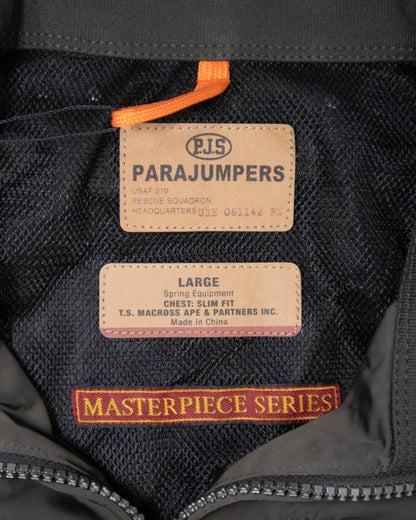 P.J.S
PARAJUMPERS
USAF 210
RESCUE SQUADRON
HEADQUARTERS USE 061142 PM
LARGE
Spring Equipment
CHEST: SLIM FIT
T.S. MACROSS APE & PARTNERS INC.
Made in China
MASTERPIECE SERIES